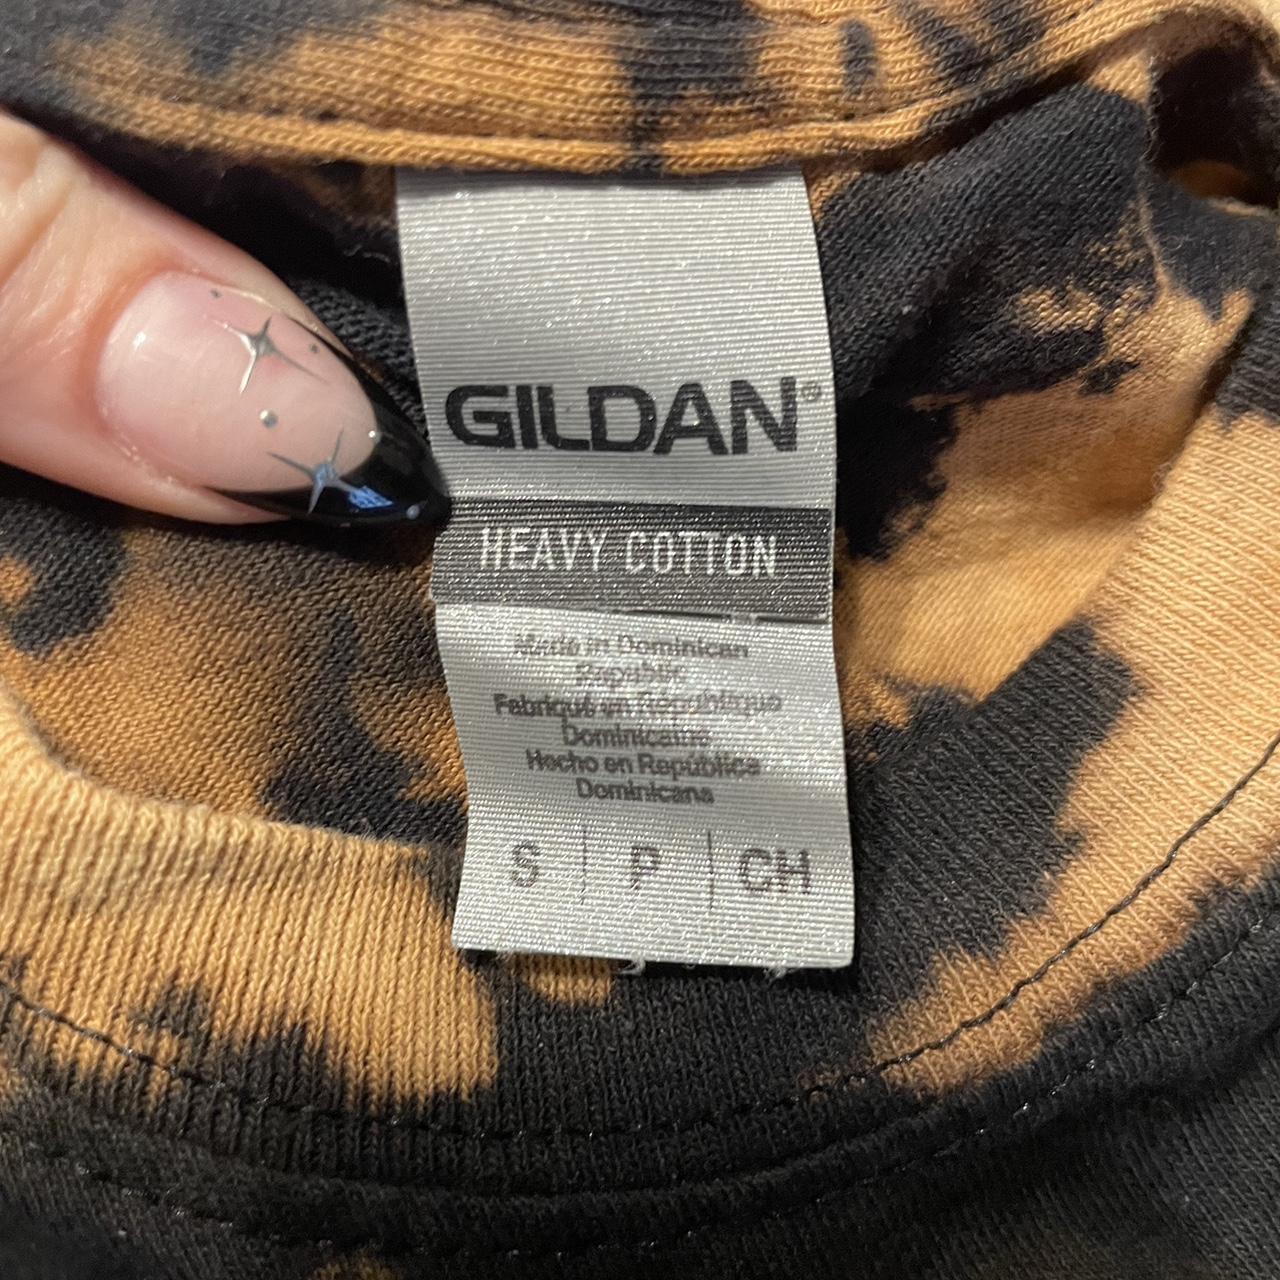 GILDAN®
HEAVY COTTON
Made in Dominican
Republic
Fabriqué en République
Dominicaine
Hecho en República
Dominicana
S | P | CH